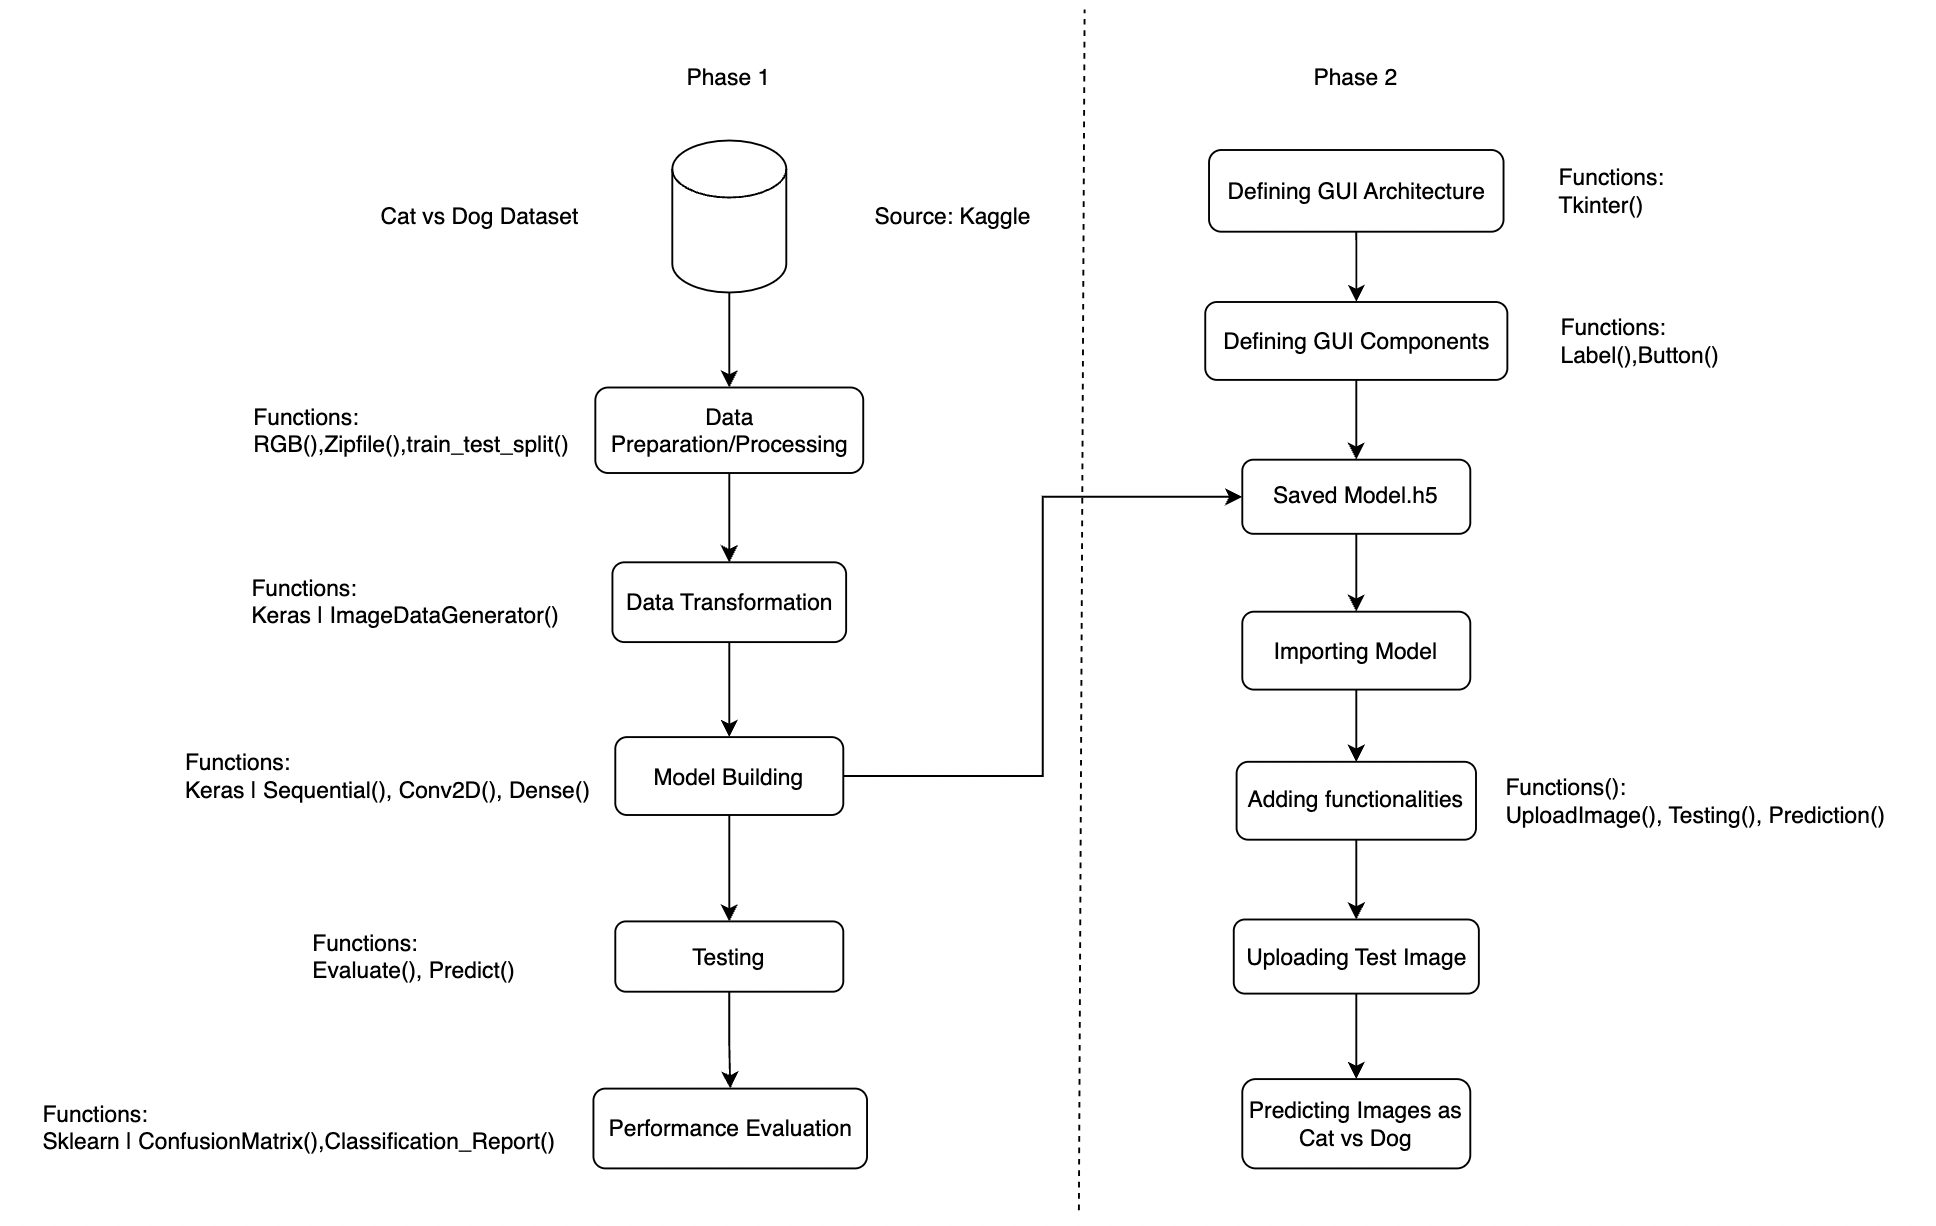 Phase 1
Cat vs Dog Dataset
Source: Kaggle
Functions:
RGB(),Zipfile(),train_test_split()
Data
Preparation/Processing
Functions:
Keras | ImageDataGenerator()
Data Transformation
Functions:
Keras | Sequential(), Conv2D(), Dense()
Model Building
Functions:
Evaluate(), Predict()
Testing
Functions:
Sklearn | ConfusionMatrix(),Classification_Report()
Performance Evaluation
Phase 2
Defining GUI Architecture
Functions:
Tkinter()
Defining GUI Components
Functions:
Label(),Button()
Saved Model.h5
Importing Model
Adding functionalities
Functions():
UploadImage(), Testing(), Prediction()
Uploading Test Image
Predicting Images as
Cat vs Dog